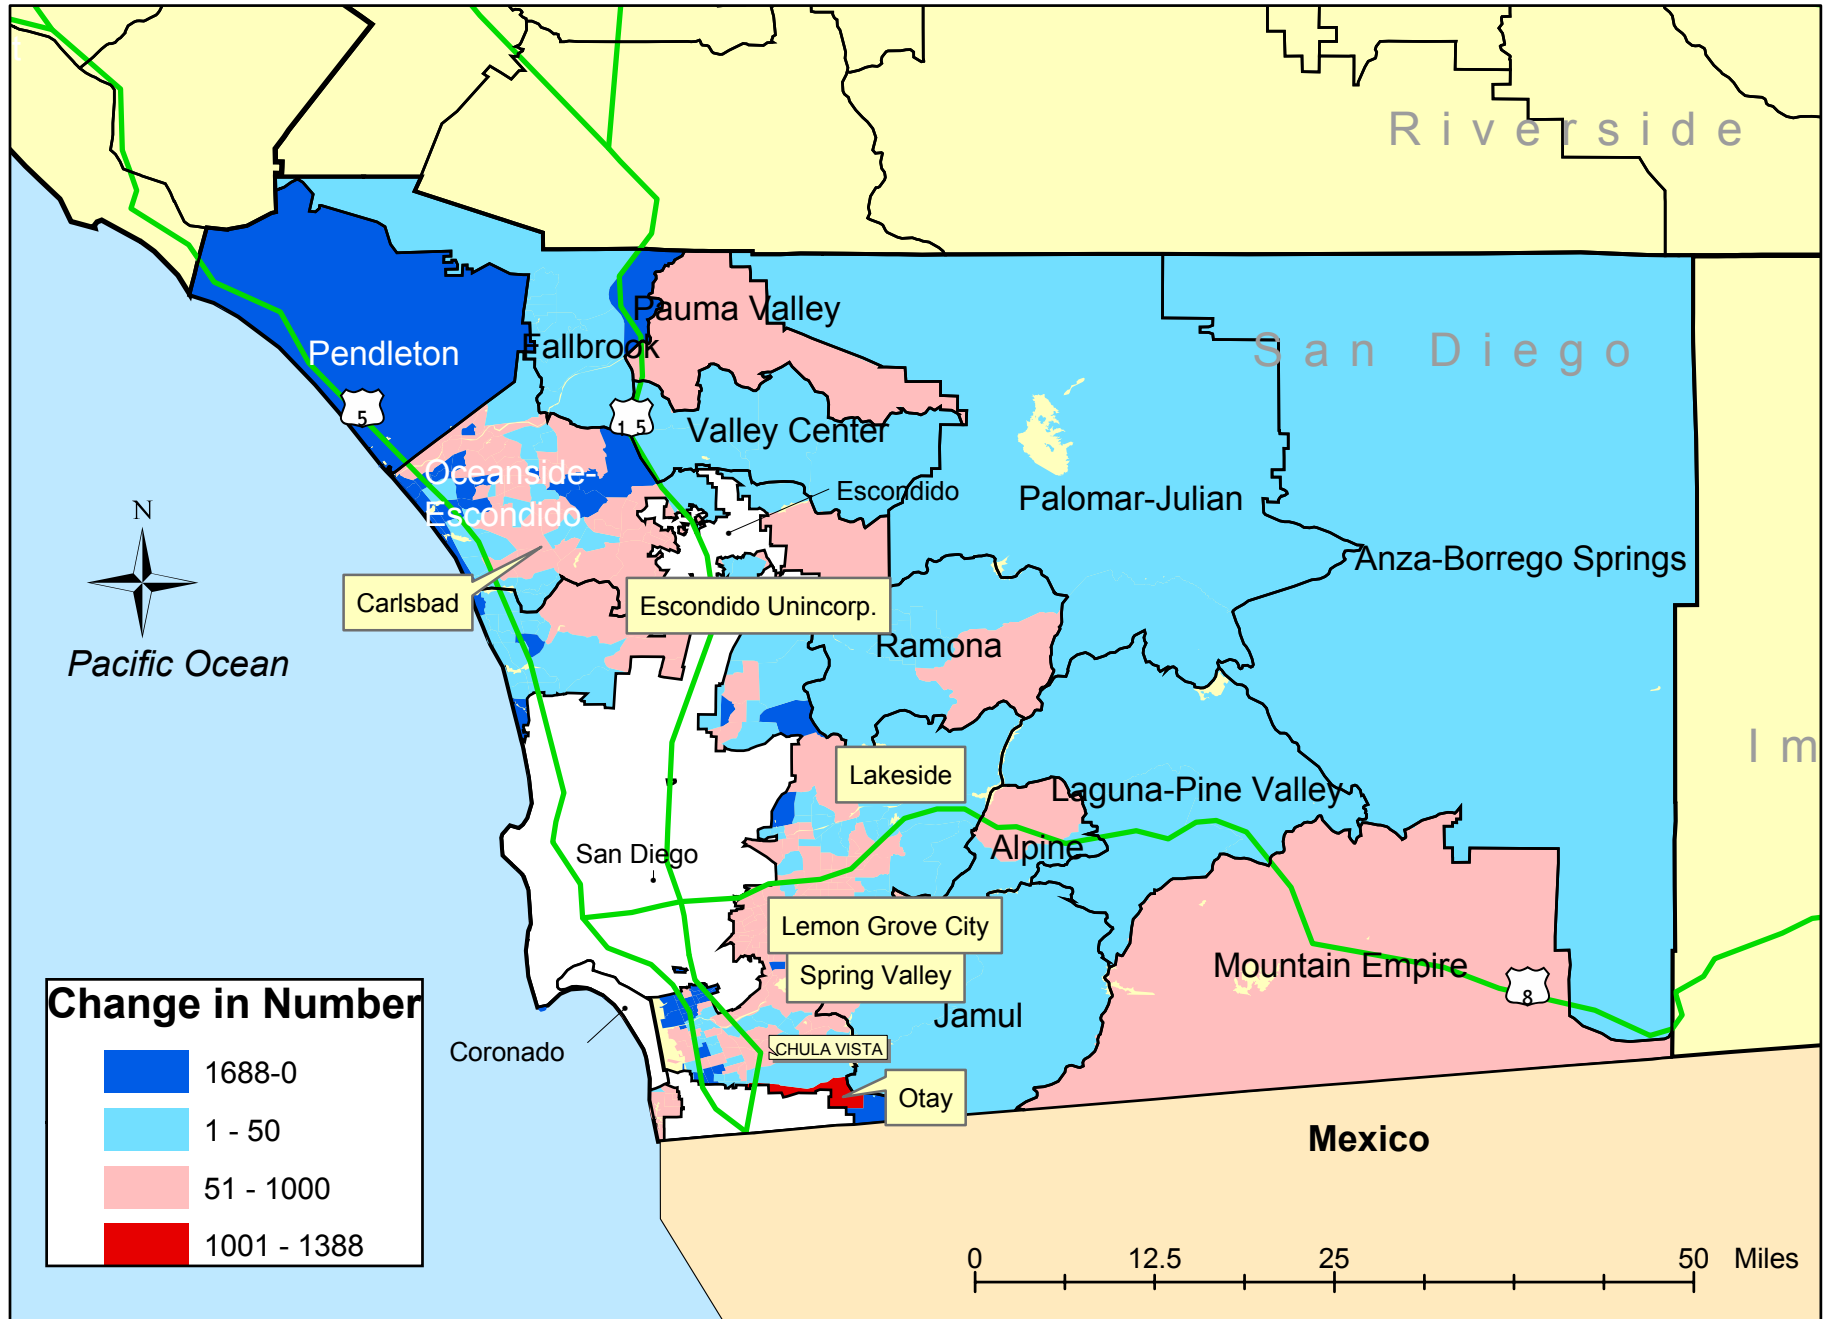 Riverside
San Diego
Pauma Valley
Pendleton
Fallbrook
5
15
Valley Center
Oceanside-
Escondido
Escondido
Palomar-Julian
N
Anza-Borrego Springs
Carlsbad
Escondido Unincorp.
Pacific Ocean
Ramona
Im
Lakeside
Laguna-Pine Valley
San Diego
Alpine
Lemon Grove City
Spring Valley
Mountain Empire
8
Jamul
Coronado
CHULA VISTA
Otay
Change in Number
1688-0
1 - 50
51 - 1000
1001 - 1388
Mexico
0 12.5 25 50 Miles